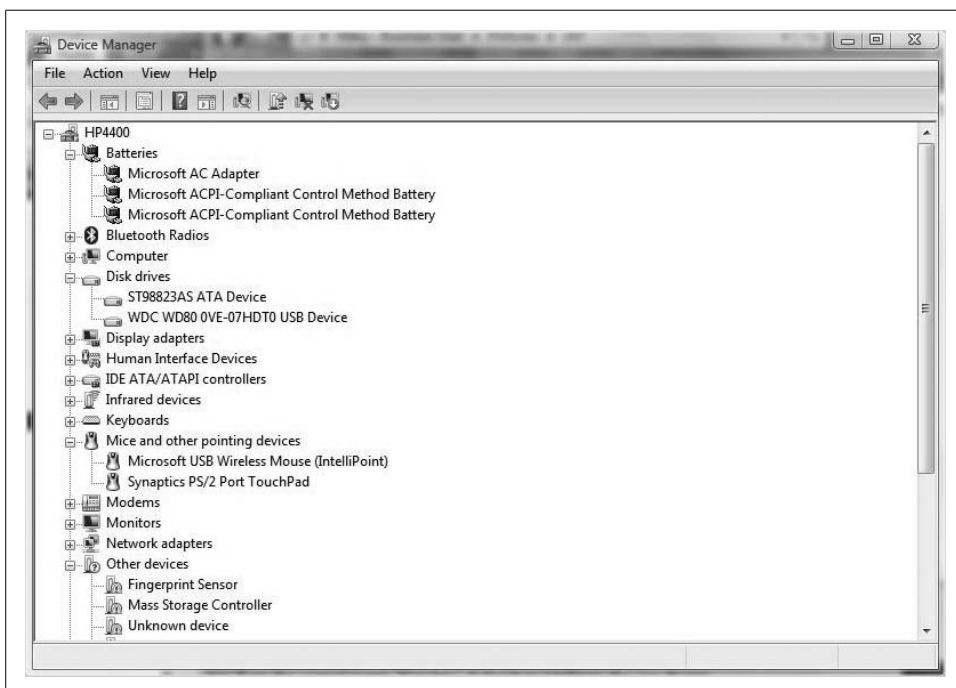 Device Manager
File Action View Help
HP4400
Batteries
Microsoft AC Adapter
Microsoft ACPI-Compliant Control Method Battery
Microsoft ACPI-Compliant Control Method Battery
Bluetooth Radios
Computer
Disk drives
ST98823AS ATA Device
WDC WD80 0VE-07HDT0 USB Device
Display adapters
Human Interface Devices
IDE ATA/ATAPI controllers
Infrared devices
Keyboards
Mice and other pointing devices
Microsoft USB Wireless Mouse (IntelliPoint)
Synaptics PS/2 Port TouchPad
Modems
Monitors
Network adapters
Other devices
Fingerprint Sensor
Mass Storage Controller
Unknown device